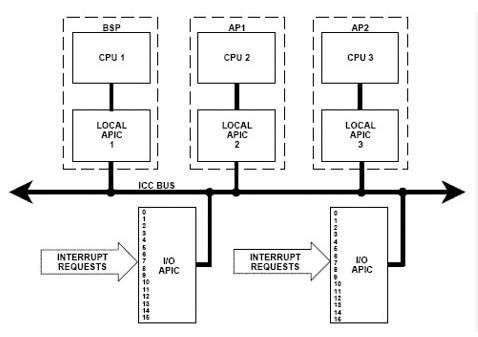 BSP
CPU 1
LOCAL
APIC
1
AP1
CPU 2
LOCAL
APIC
2
AP2
CPU 3
LOCAL
APIC
3
ICC BUS
INTERRUPT
REQUESTS
0
1
2
3
4
5
6
7
8
9
10
11
12
13
14
15
I/O
APIC
INTERRUPT
REQUESTS
0
1
2
3
4
5
6
7
8
9
10
11
12
13
14
15
I/O
APIC